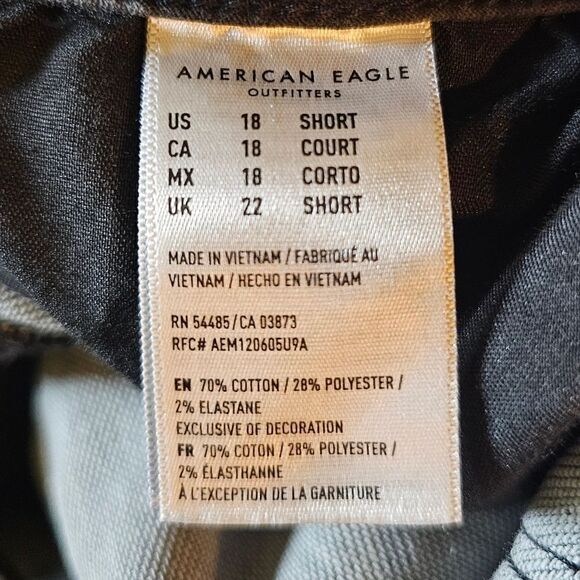 AMERICAN EAGLE
OUTFITTERS
US 18 SHORT
CA 18 COURT
MX 18 CORTO
UK 22 SHORT
MADE IN VIETNAM / FABRIQUÉ AU
VIETNAM / HECHO EN VIETNAM
RN 54485 / CA 03873
RFC# AEM120605U9A
EN 70% COTTON / 28% POLYESTER /
2% ELASTANE
EXCLUSIVE OF DECORATION
FR 70% COTON / 28% POLYESTER /
2% ÉLASTHANNE
À L'EXCEPTION DE LA GARNITURE